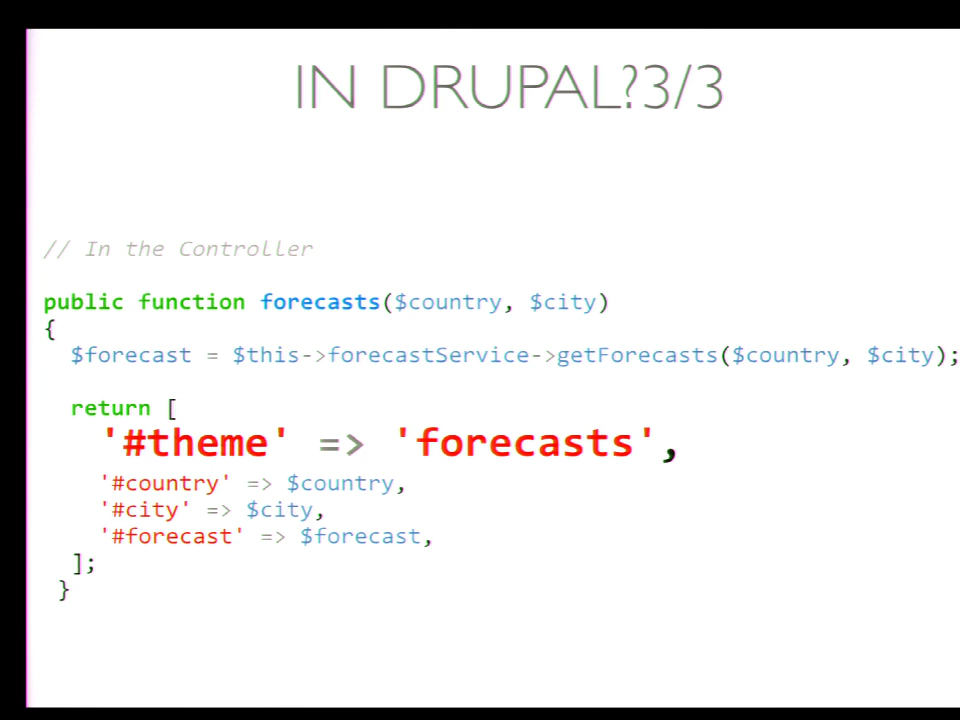 IN DRUPAL?3/3
// In the Controller
public function forecasts($country, $city)
{
$forecast = $this->forecastService->getForecasts($country, $city);
return [
'#theme' => 'forecasts',
'#country' => $country,
'#city' => $city,
'#forecast' => $forecast,
];
}